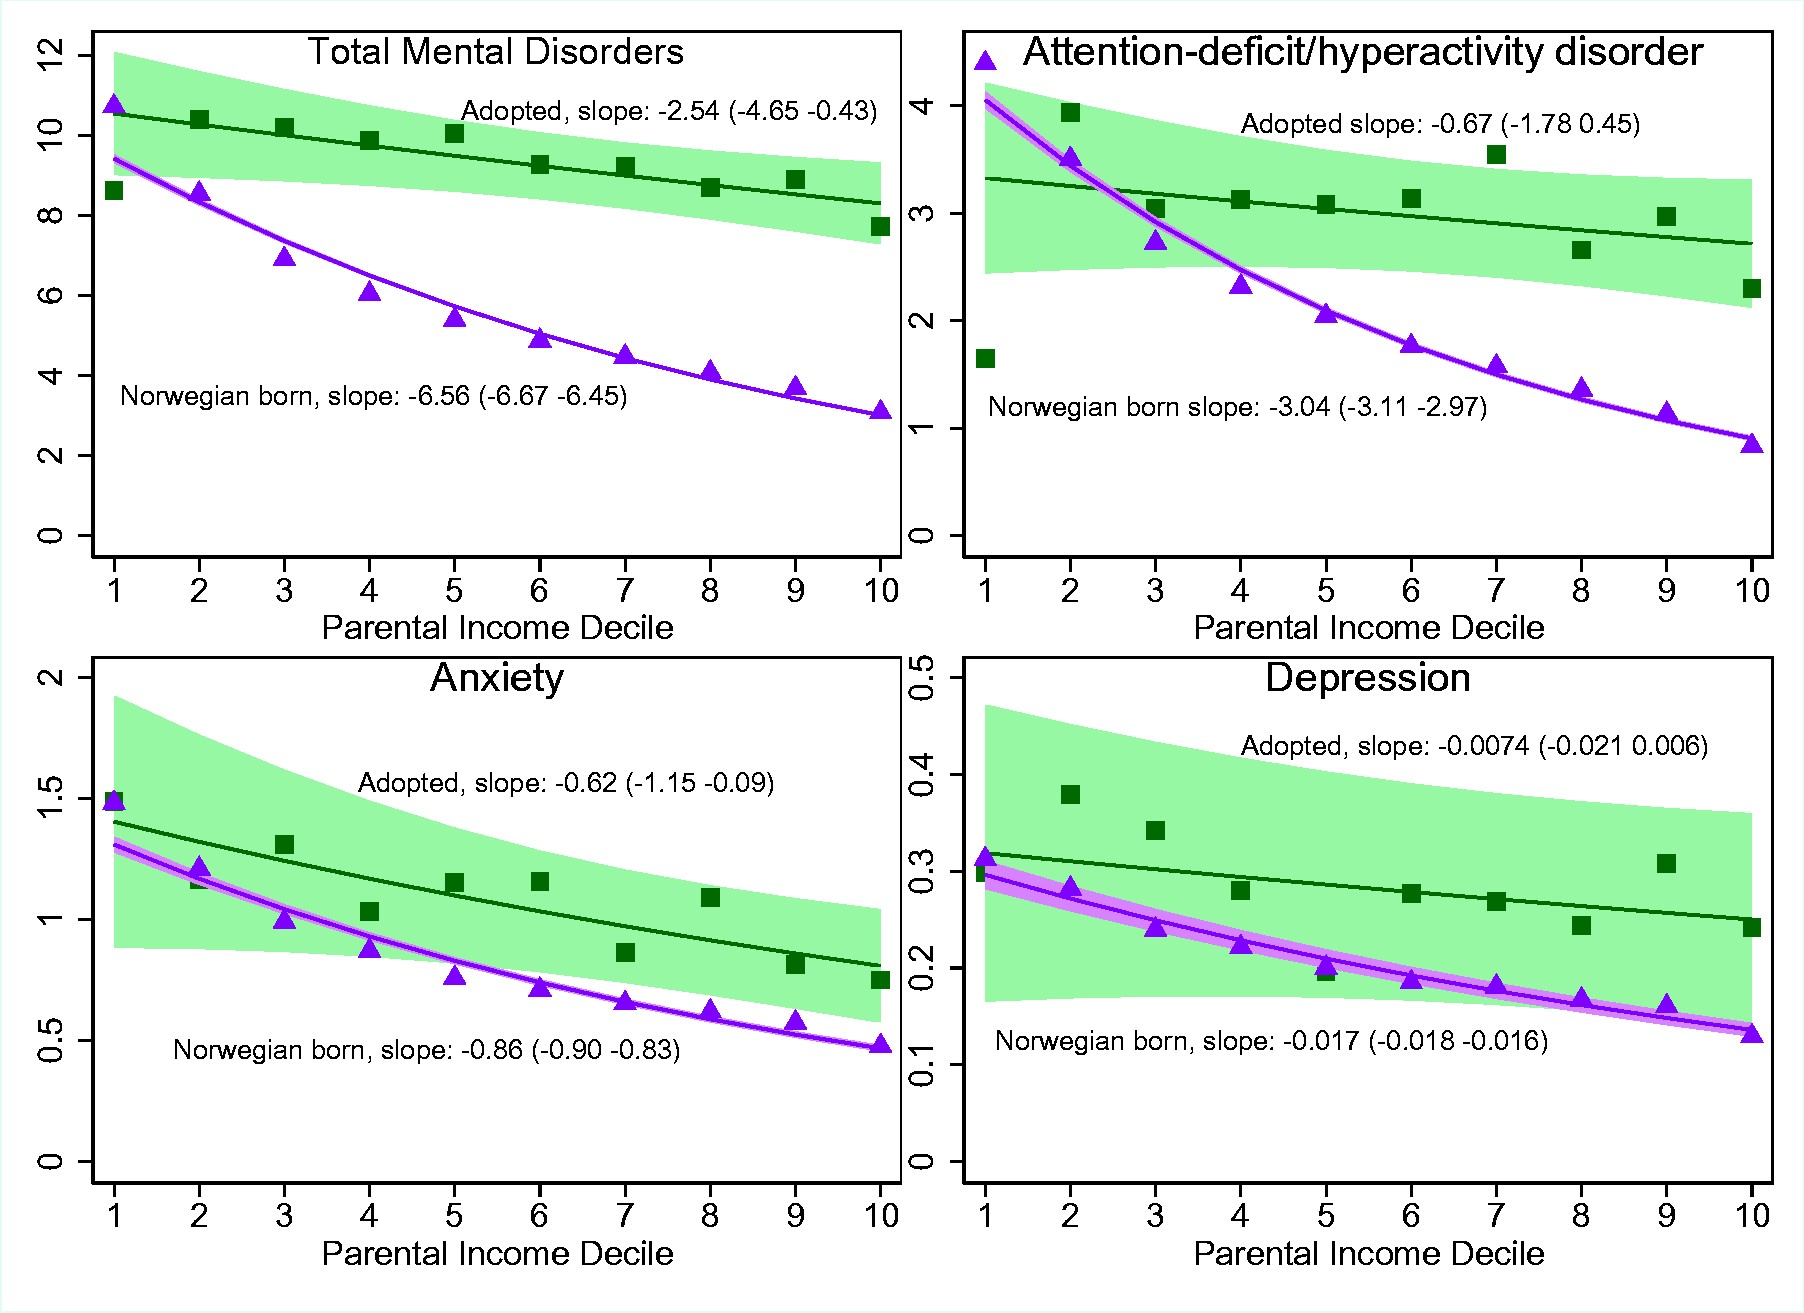 Total Mental Disorders
12
10
8
6
4
2
0
Adopted, slope: -2.54 (-4.65 -0.43)
Norwegian born, slope: -6.56 (-6.67 -6.45)
1 2 3 4 5 6 7 8 9 10
Parental Income Decile
Attention-deficit/hyperactivity disorder
4
3
2
1
0
Adopted slope: -0.67 (-1.78 0.45)
Norwegian born slope: -3.04 (-3.11 -2.97)
1 2 3 4 5 6 7 8 9 10
Parental Income Decile
Anxiety
2
1.5
1
0.5
0
Adopted, slope: -0.62 (-1.15 -0.09)
Norwegian born, slope: -0.86 (-0.90 -0.83)
1 2 3 4 5 6 7 8 9 10
Parental Income Decile
Depression
0.5
0.4
0.3
0.2
0.1
0
Adopted, slope: -0.0074 (-0.021 0.006)
Norwegian born, slope: -0.017 (-0.018 -0.016)
1 2 3 4 5 6 7 8 9 10
Parental Income Decile